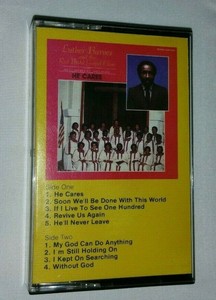 Luther Barnes
HE CARES
Side One
1. He Cares
2. Soon We'll Be Done With This World
3. If I Live To See One Hundred
4. Revive Us Again
5. He'll Never Leave
Side Two
1. My God Can Do Anything
2. I'm Still Holding On
3. I Kept On Searching
4. Without God